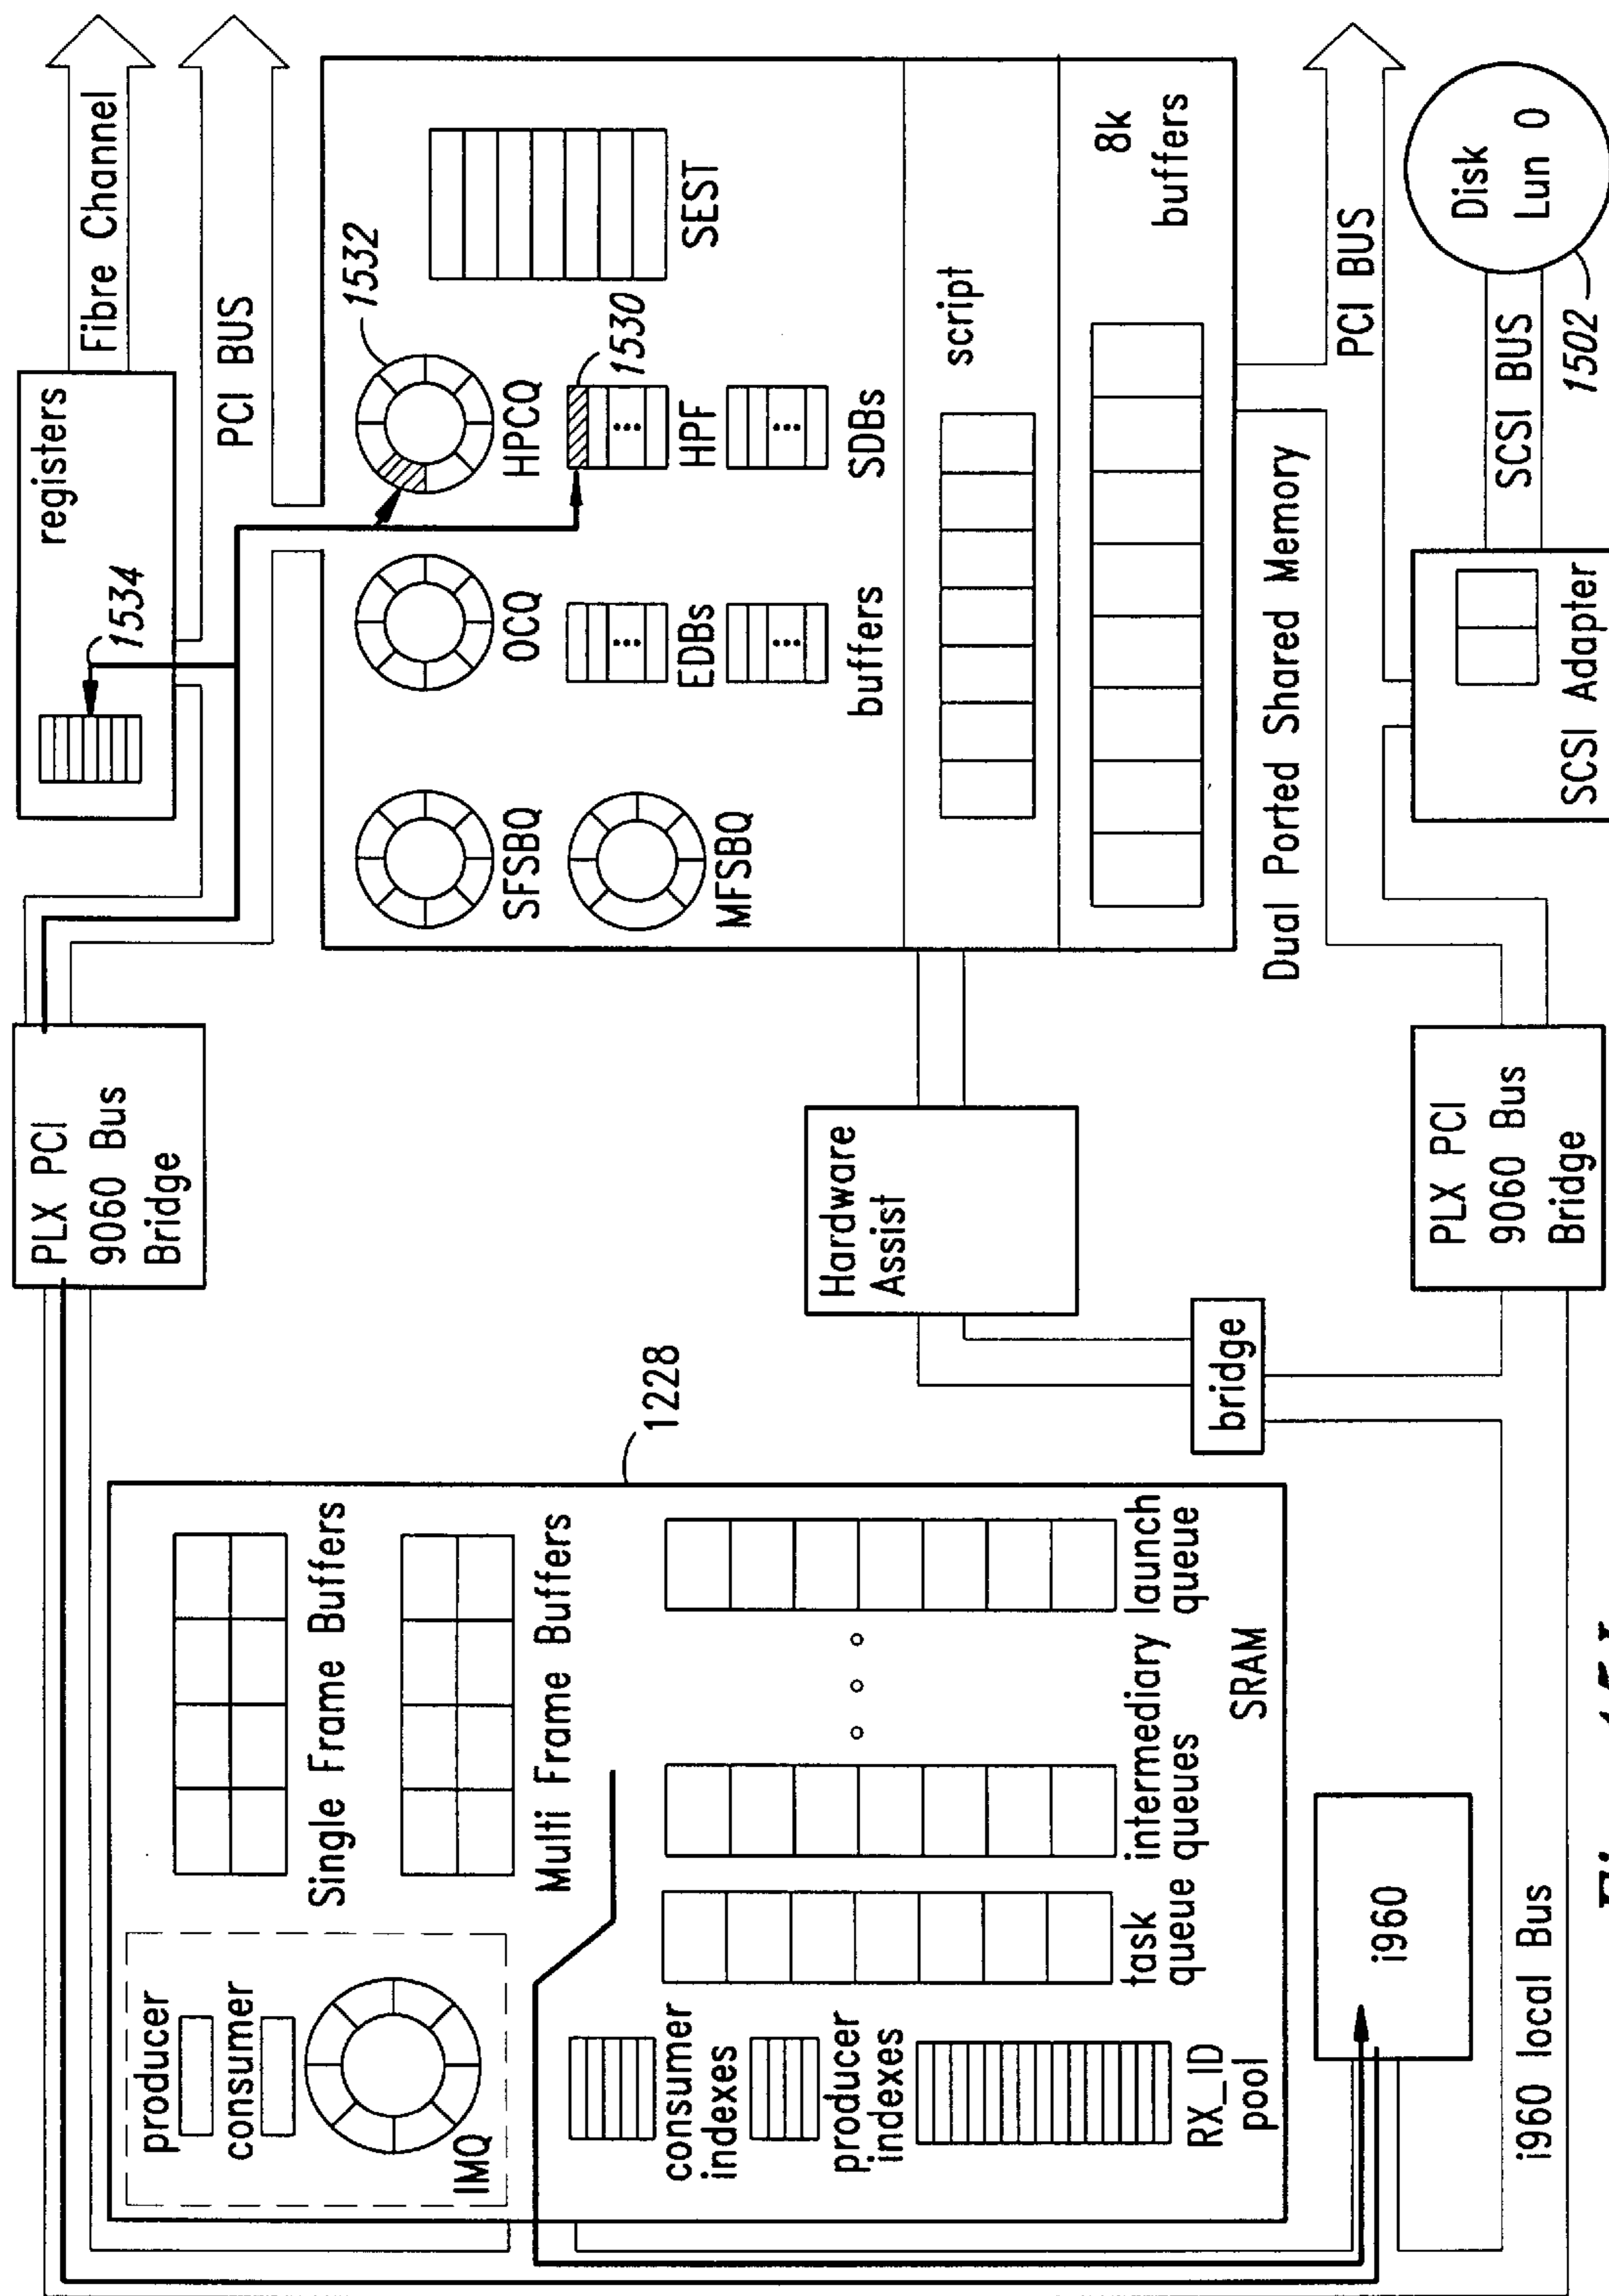 producer
consumer
IMQ
Single Frame Buffers
Multi Frame Buffers
1228
consumer
indexes
producer
indexes
RX_ID
pool
task
queue
intermediary
queues
launch
queue
SRAM
i960
i960 local Bus
PLX PCI
9060 Bus
Bridge
Hardware
Assist
bridge
PLX PCI
9060 Bus
Bridge
registers
1534
Fibre Channel
PCI BUS
SFSBQ
OCQ
HPCQ
1532
MFSBQ
EDBs
HPF
1530
SEST
buffers
SDBs
script
8k
buffers
Dual Ported Shared Memory
PCI BUS
SCSI Adapter
SCSI BUS
Disk
Lun 0
1502